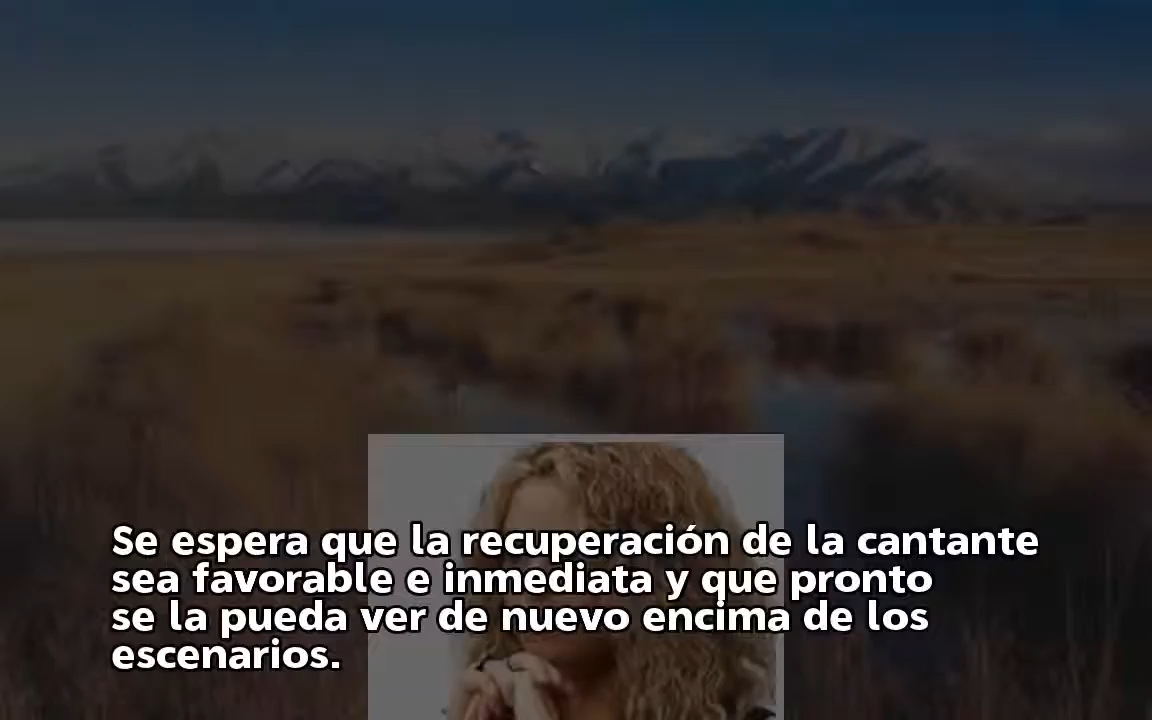 Se espera que la recuperación de la cantante
sea favorable e inmediata y que pronto
se la pueda ver de nuevo encima de los
escenarios.